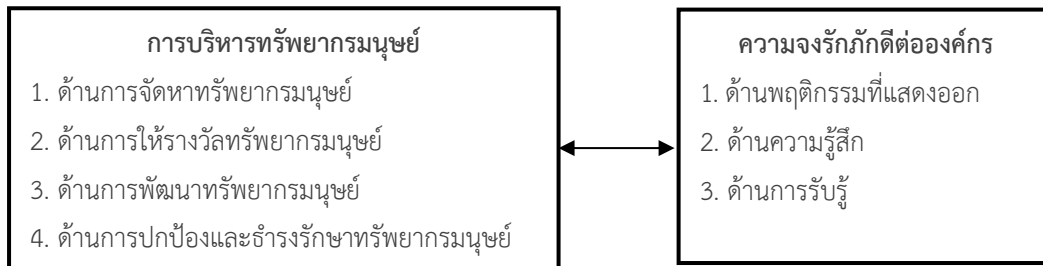 การบริหารทรัพยากรมนุษย์
1. ด้านการจัดหาทรัพยากรมนุษย์
2. ด้านการให้รางวัลทรัพยากรมนุษย์
3. ด้านการพัฒนาทรัพยากรมนุษย์
4. ด้านการปกป้องและธำรงรักษาทรัพยากรมนุษย์
ความจงรักภักดีต่อองค์กร
1. ด้านพฤติกรรมที่แสดงออก
2. ด้านความรู้สึก
3. ด้านการรับรู้